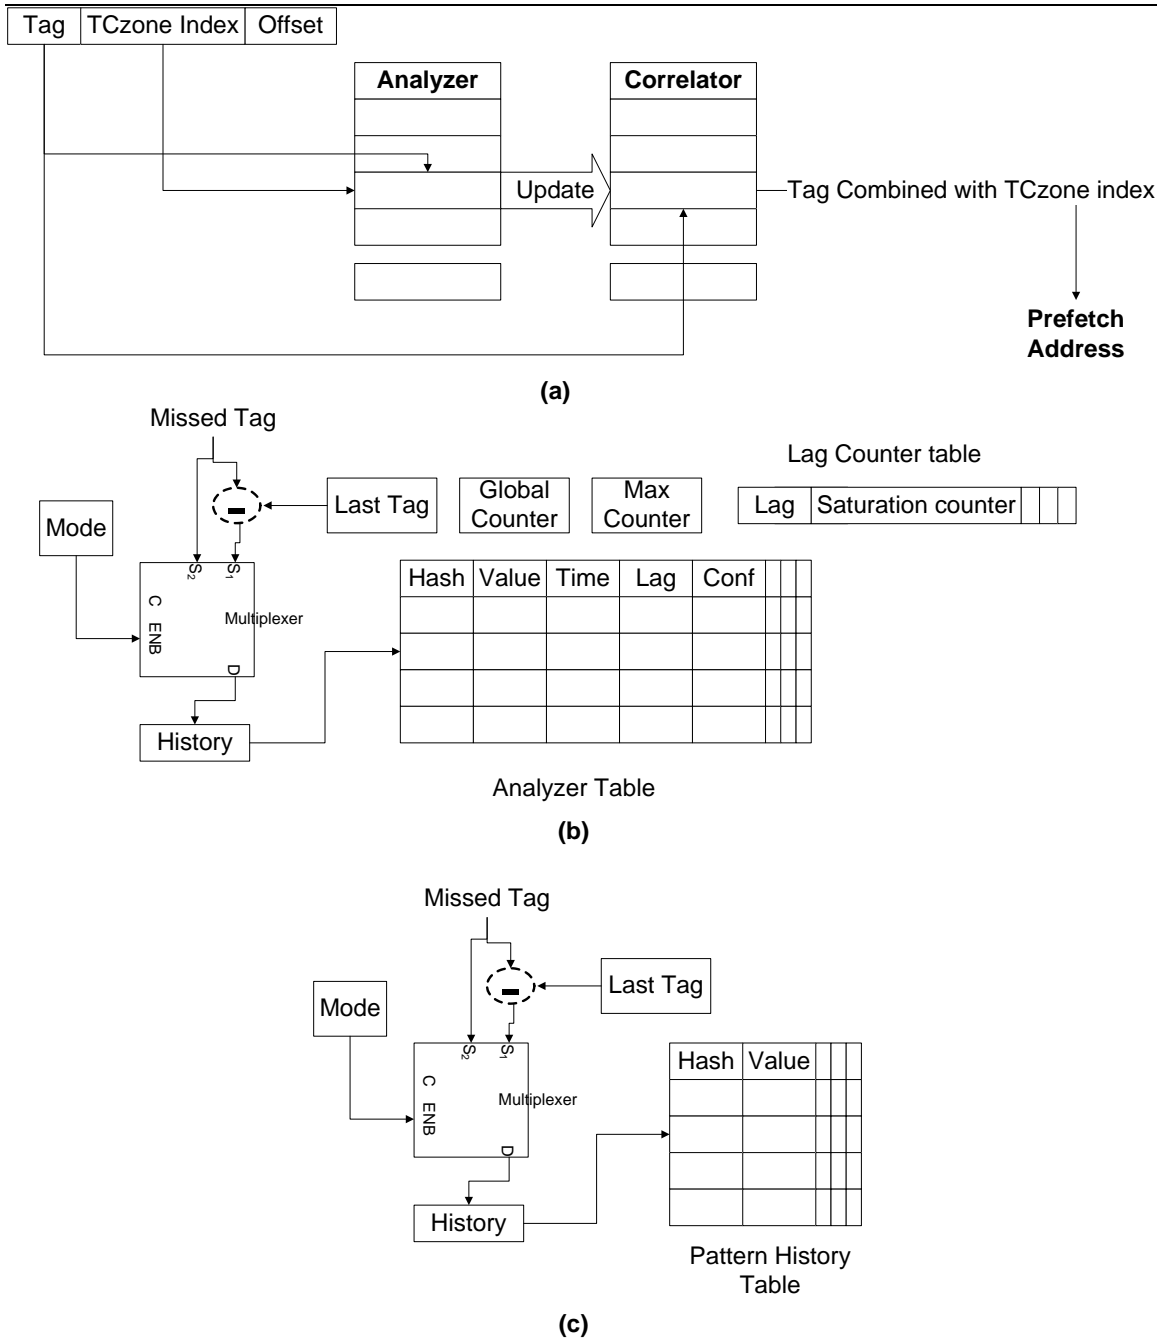 Tag TCzone Index Offset
Analyzer Correlator
Update Tag Combined with TCzone index
Prefetch
Address
(a)
Missed Tag
Lag Counter table
Mode Last Tag Global
Counter Max
Counter Lag Saturation counter
S2 S1
C ENB Multiplexer
D
Hash Value Time Lag Conf
History
Analyzer Table
(b)
Missed Tag
Mode Last Tag
S2 S1
C ENB Multiplexer
D
Hash Value
History
Pattern History
Table
(c)